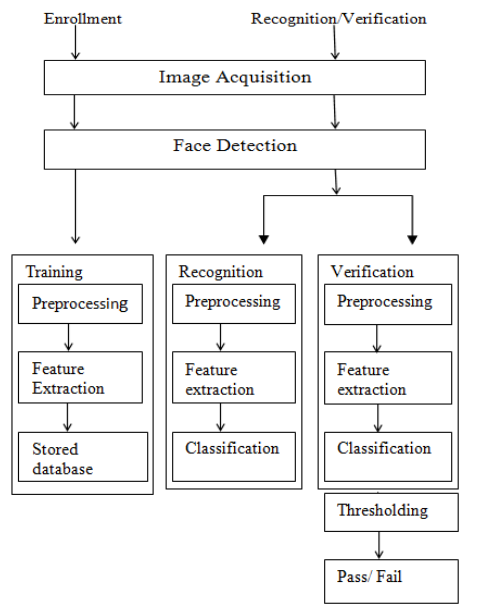 Enrollment
Recognition/Verification
Image Acquisition
Face Detection
Training
Preprocessing
Feature
Extraction
Stored
database
Recognition
Preprocessing
Feature
extraction
Classification
Verification
Preprocessing
Feature
extraction
Classification
Thresholding
Pass/ Fail